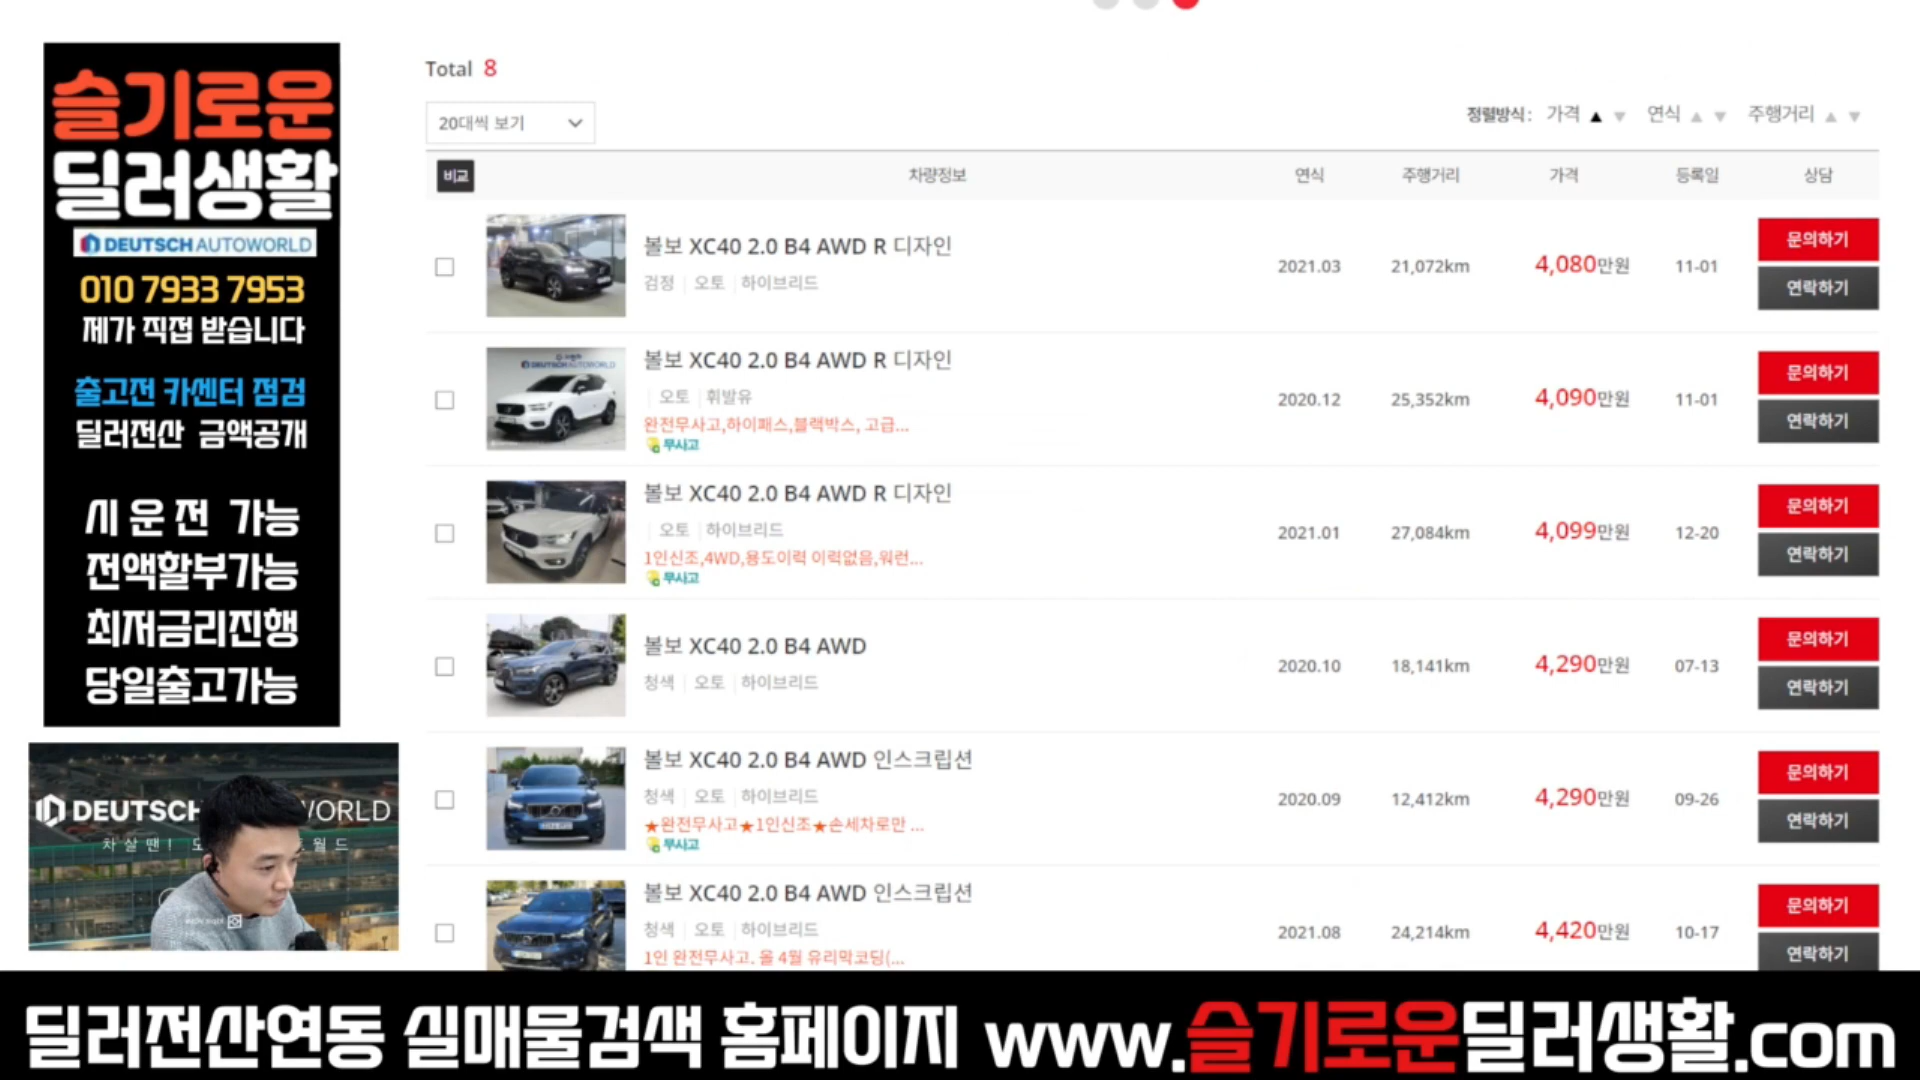 슬기로운
딜러생활
DEUTSCH AUTOWORLD
010 7933 7953
제가 직접 받습니다
출고전 카센터 점검
딜러전산 금액공개
시 운 전 가능
전액할부가능
최저금리진행
당일출고가능
DEUTSCH WORLD
차 살 땐 !
월 드
Total 8
20대씩 보기
정렬방식: 가격 ▲ ▼ 연식 ▲ ▼ 주행거리 ▲ ▼
비교 차량정보 연식 주행거리 가격 등록일 상담
볼보 XC40 2.0 B4 AWD R 디자인
검정 | 오토 | 하이브리드
2021.03 21,072km 4,080만원 11-01
문의하기
연락하기
볼보 XC40 2.0 B4 AWD R 디자인
| 오토 | 휘발유
완전무사고,하이패스,블랙박스, 고급...
무사고
2020.12 25,352km 4,090만원 11-01
문의하기
연락하기
볼보 XC40 2.0 B4 AWD R 디자인
| 오토 | 하이브리드
1인신조,4WD,용도이력 이력없음,워런...
무사고
2021.01 27,084km 4,099만원 12-20
문의하기
연락하기
볼보 XC40 2.0 B4 AWD
청색 | 오토 | 하이브리드
2020.10 18,141km 4,290만원 07-13
문의하기
연락하기
볼보 XC40 2.0 B4 AWD 인스크립션
청색 | 오토 | 하이브리드
★완전무사고★1인신조★손세차로만 ...
무사고
2020.09 12,412km 4,290만원 09-26
문의하기
연락하기
볼보 XC40 2.0 B4 AWD 인스크립션
청색 | 오토 | 하이브리드
1인 완전무사고. 올 4월 유리막코딩(...
2021.08 24,214km 4,420만원 10-17
문의하기
연락하기
딜러전산연동 실매물검색 홈페이지 www.슬기로운딜러생활.com